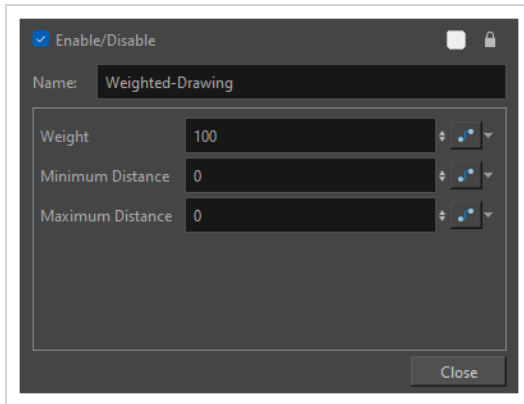 Enable/Disable
Name: Weighted-Drawing
Weight 100
Minimum Distance 0
Maximum Distance 0
Close